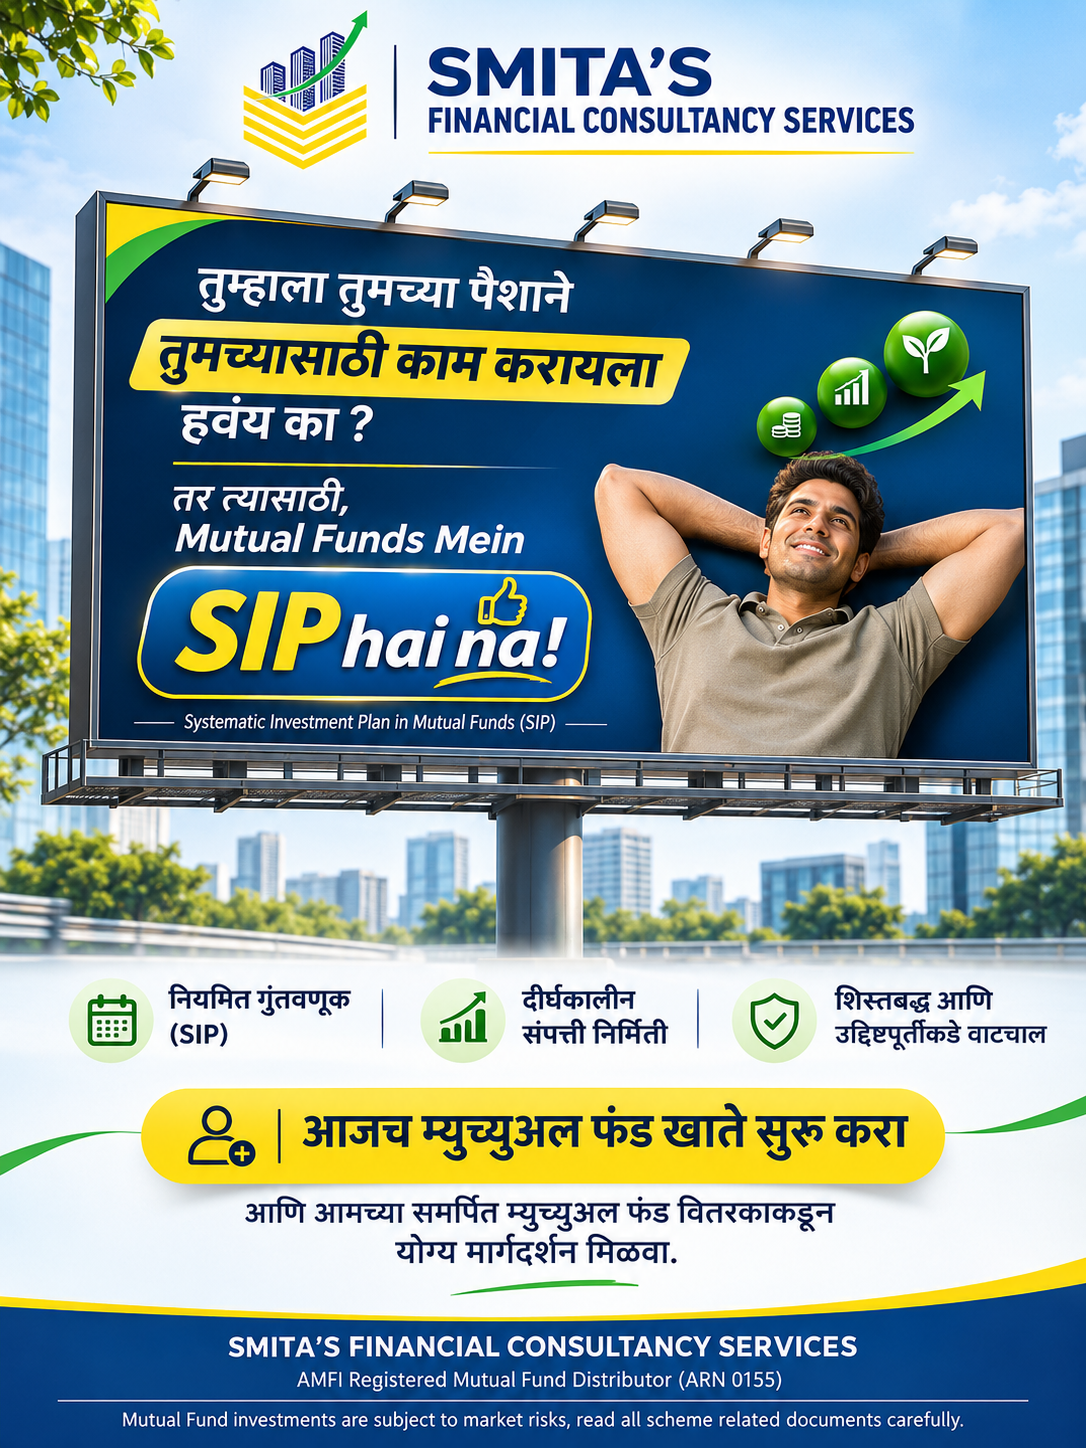 SMITA'S
FINANCIAL CONSULTANCY SERVICES
तुम्हाला तुमच्या पैशाने
तुमच्यासाठी काम करायला
हवंय का ?
तर त्यासाठी,
Mutual Funds Mein
SIP hai na!
Systematic Investment Plan in Mutual Funds (SIP)
नियमित गुंतवणूक
(SIP)
दीर्घकालीन
संपत्ती निर्मिती
शिस्तबद्ध आणि
उद्दिष्टपूर्तीकडे वाटचाल
आजच म्युच्युअल फंड खाते सुरू करा
आणि आमच्या समर्पित म्युच्युअल फंड वितरकाकडून
योग्य मार्गदर्शन मिळवा.
SMITA'S FINANCIAL CONSULTANCY SERVICES
AMFI Registered Mutual Fund Distributor (ARN 0155)
Mutual Fund investments are subject to market risks, read all scheme related documents carefully.